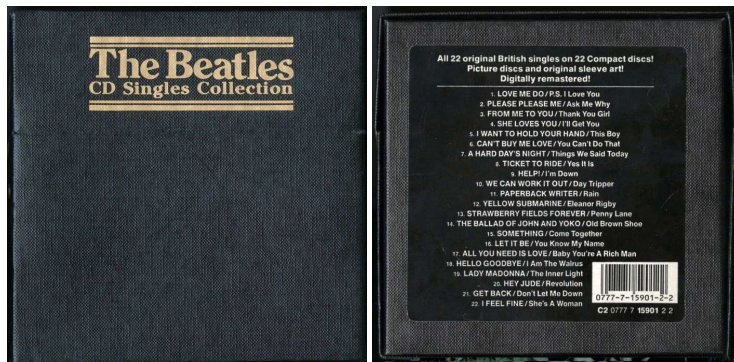 The Beatles
CD Singles Collection
All 22 original British singles on 22 Compact discs!
Picture discs and original sleeve art!
Digitally remastered!
1. LOVE ME DO / P.S. I Love You
2. PLEASE PLEASE ME / Ask Me Why
3. FROM ME TO YOU / Thank You Girl
4. SHE LOVES YOU / I'll Get You
5. I WANT TO HOLD YOUR HAND / This Boy
6. CAN'T BUY ME LOVE / You Can't Do That
7. A HARD DAY'S NIGHT / Things We Said Today
8. TICKET TO RIDE / Yes It Is
9. HELP! / I'm Down
10. WE CAN WORK IT OUT / Day Tripper
11. PAPERBACK WRITER / Rain
12. YELLOW SUBMARINE / Eleanor Rigby
13. STRAWBERRY FIELDS FOREVER / Penny Lane
14. THE BALLAD OF JOHN AND YOKO / Old Brown Shoe
15. SOMETHING / Come Together
16. LET IT BE / You Know My Name
17. ALL YOU NEED IS LOVE / Baby You're A Rich Man
18. HELLO GOODBYE / I Am The Walrus
19. LADY MADONNA / The Inner Light
20. HEY JUDE / Revolution
21. GET BACK / Don't Let Me Down
22. I FEEL FINE / She's A Woman
0777-7-15901-2-2
C2 0777 7 15901 2 2